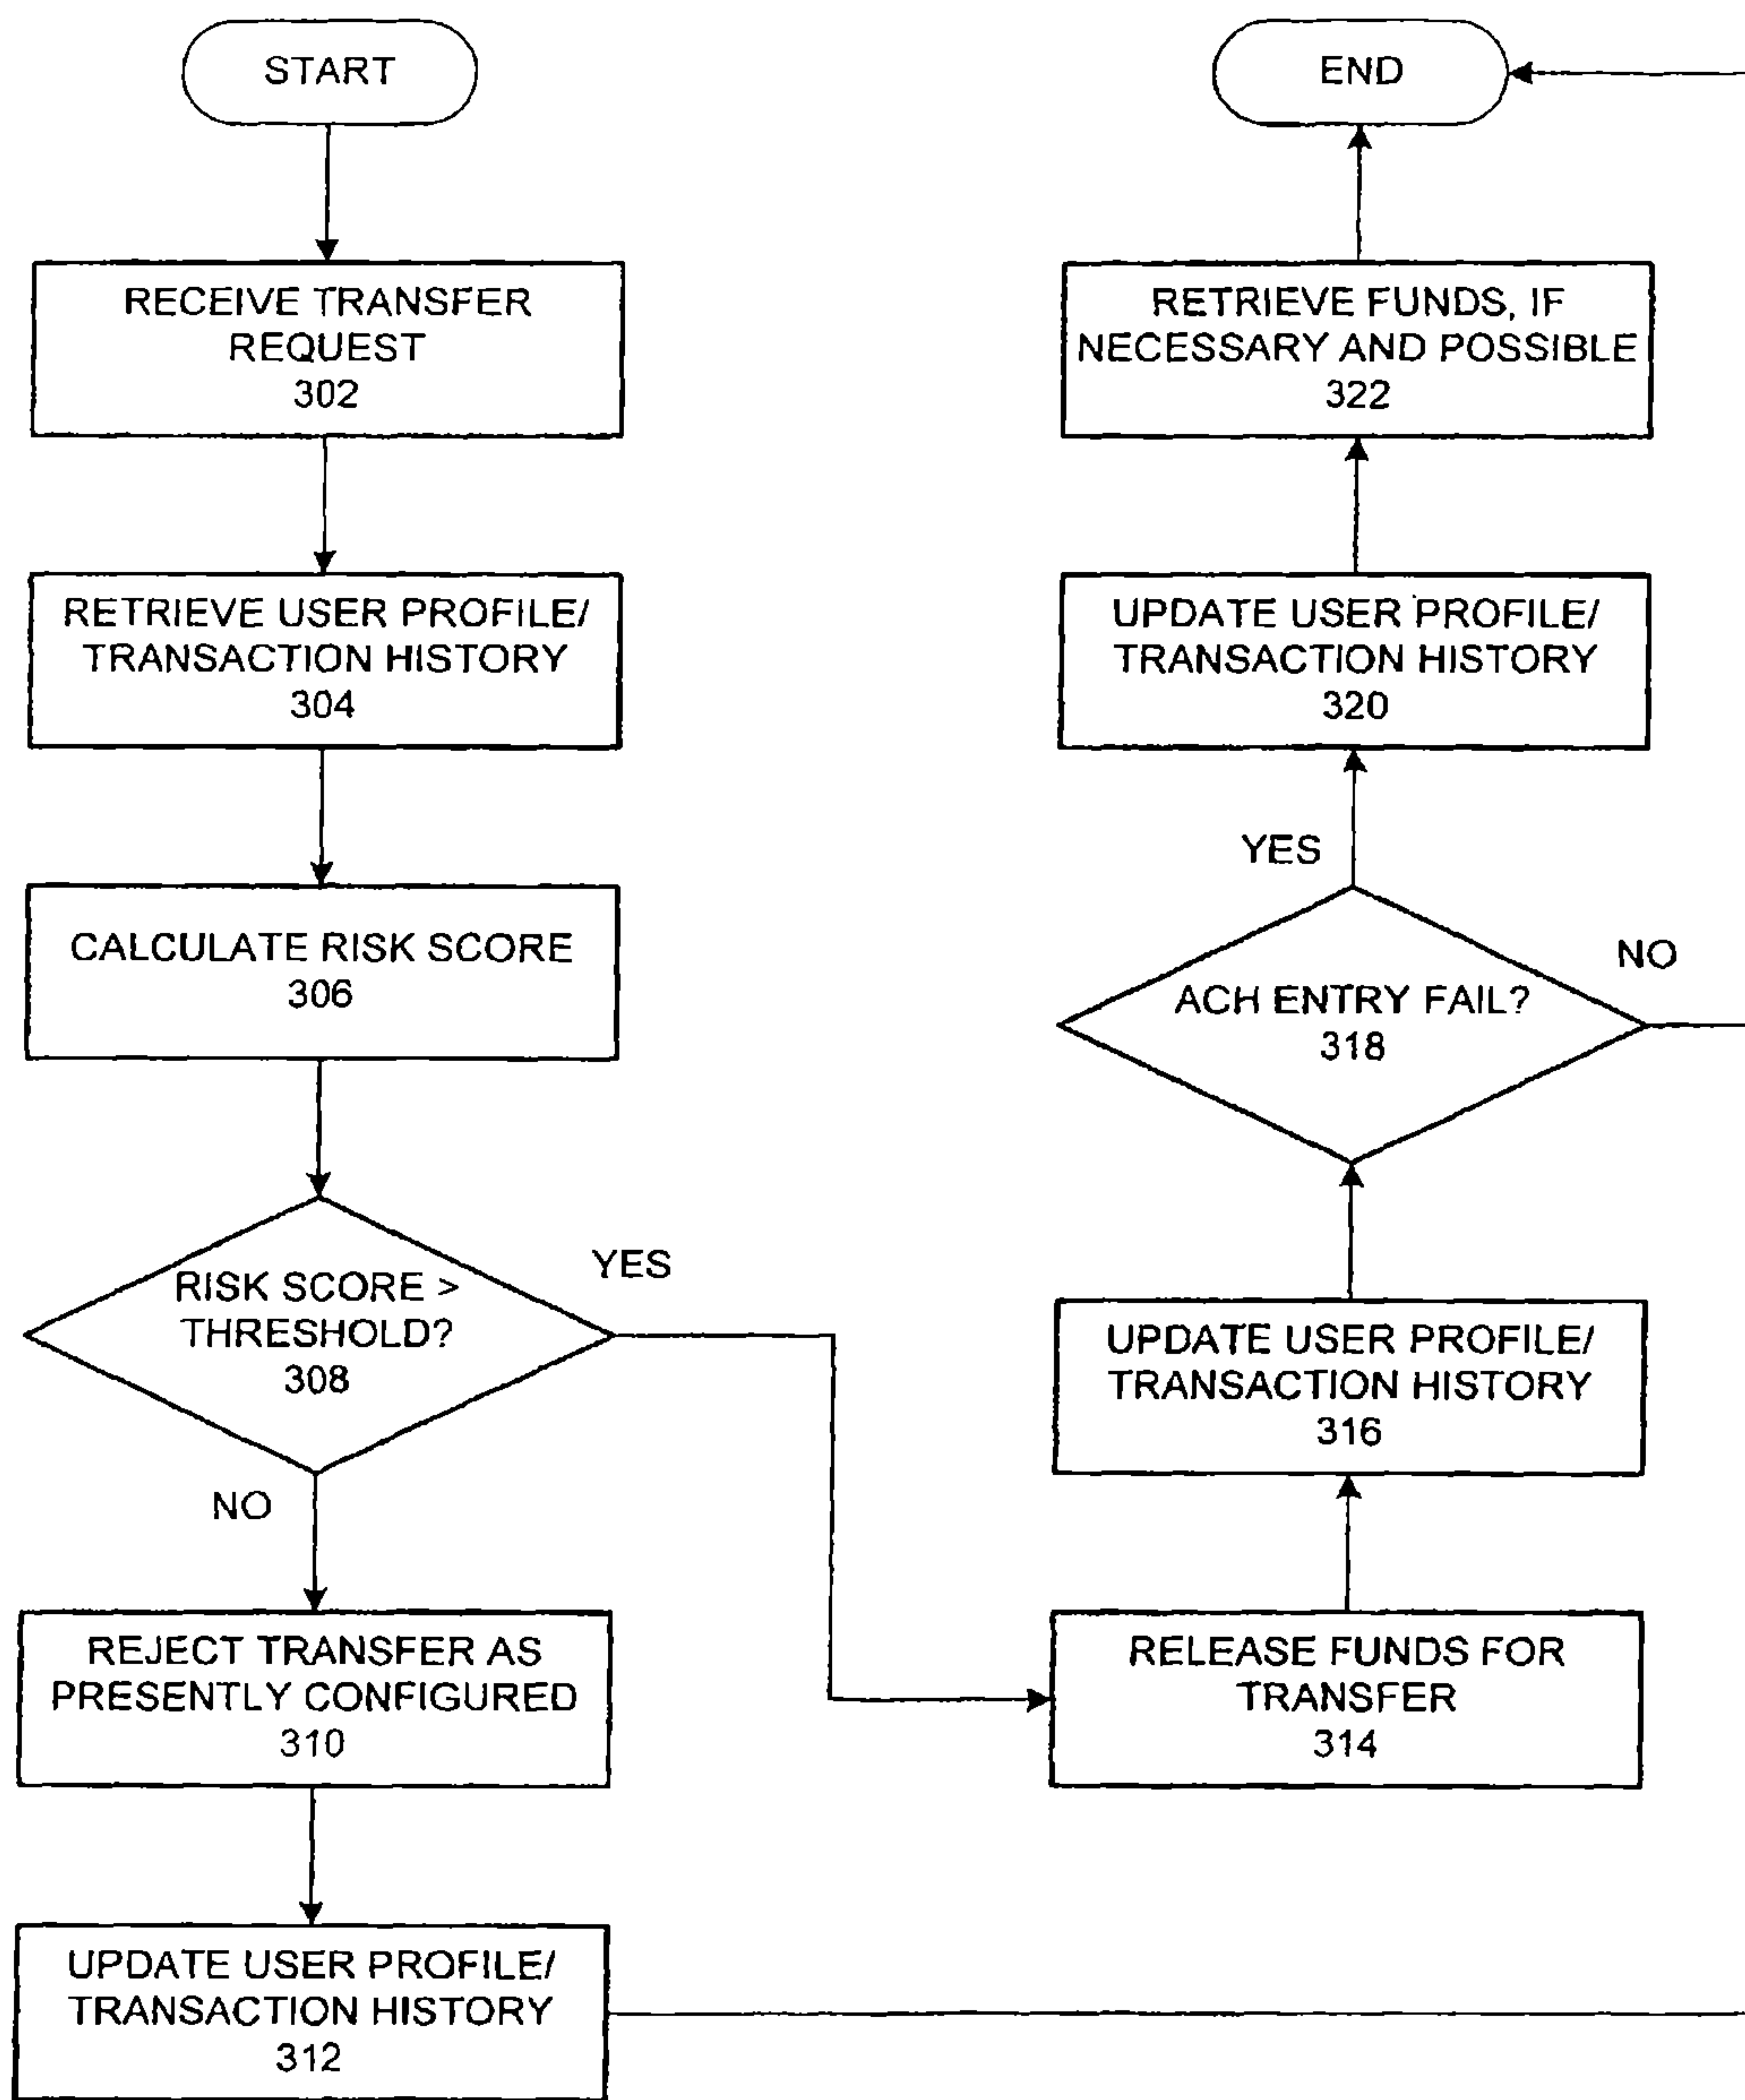 START
RECEIVE TRANSFER
REQUEST
302
RETRIEVE USER PROFILE/
TRANSACTION HISTORY
304
CALCULATE RISK SCORE
306
RISK SCORE >
THRESHOLD?
308
YES
NO
REJECT TRANSFER AS
PRESENTLY CONFIGURED
310
UPDATE USER PROFILE/
TRANSACTION HISTORY
312
RELEASE FUNDS FOR
TRANSFER
314
UPDATE USER PROFILE/
TRANSACTION HISTORY
316
ACH ENTRY FAIL?
318
YES
NO
UPDATE USER PROFILE/
TRANSACTION HISTORY
320
RETRIEVE FUNDS, IF
NECESSARY AND POSSIBLE
322
END